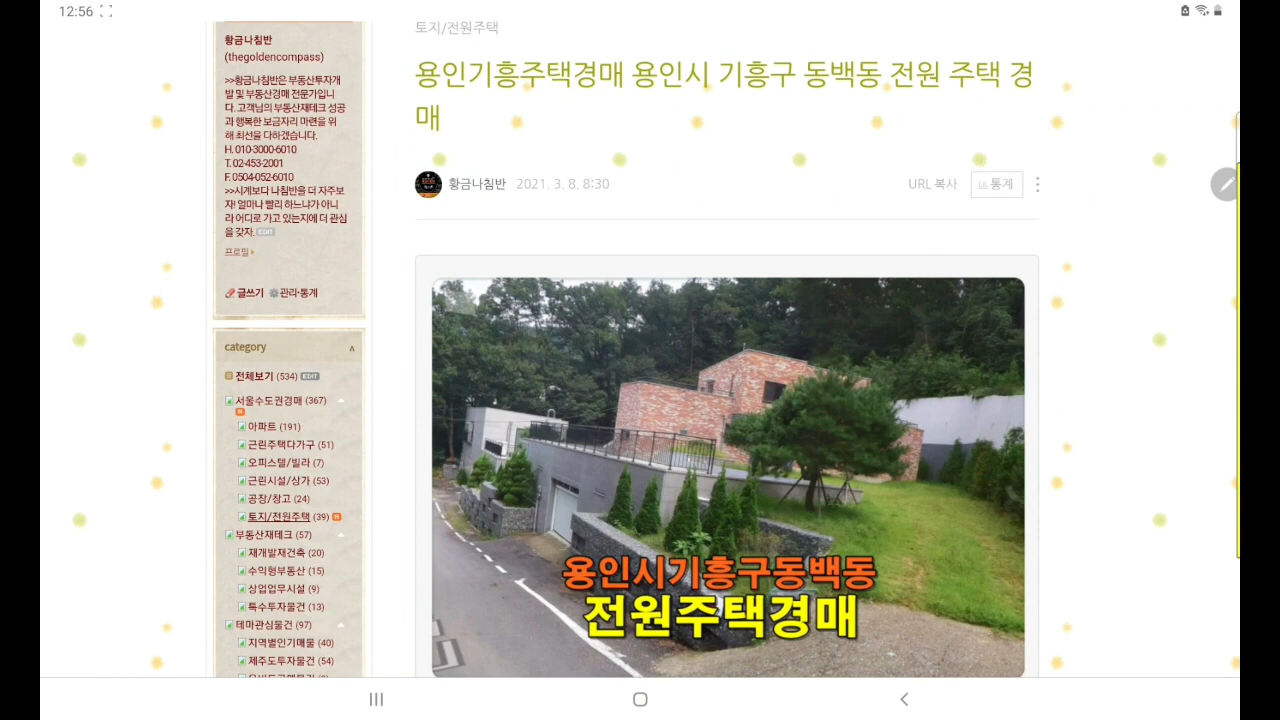 12:56
황금나침반
(thegoldencompass)
>>황금나침반은 부동산투자개
발 및 부동산경매 전문가입니
다. 고객님의 부동산재테크 성공
과 행복한 보금자리 마련을 위
해 최선을 다하겠습니다.
H. 010-3000-6010
T. 02-453-2001
F. 0504-052-6010
>>시계보다 나침반을 더 자주보
자! 얼마나 빨리 하느냐가 아니
라 어디로 가고 있는지에 더 관심
을 갖자. EDIT
프로필
글쓰기 관리·통계
category
전체보기 (534) EDIT
서울수도권경매 (367)
N
아파트 (191)
근린주택다가구 (51)
오피스텔/빌라 (7)
근린시설/상가 (53)
공장/창고 (24)
토지/전원주택 (39) N
부동산재테크 (57)
재개발재건축 (20)
수익형부동산 (15)
상업업무시설 (9)
특수투자물건 (13)
테마관심물건 (97)
지역별인기매물 (40)
제주도투자물건 (54)
토지/전원주택
용인기흥주택경매 용인시 기흥구 동백동 전원 주택 경
매
황금나침반 2021. 3. 8. 8:30
URL 복사 통계
용인시기흥구동백동
전원주택경매